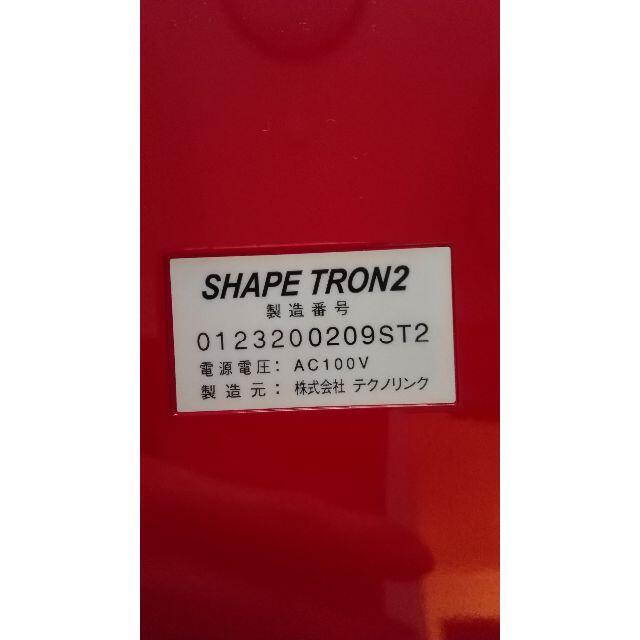 SHAPE TRON2
製造番号
0123200209ST2
電源電圧: AC100V
製造元: 株式会社 テクノリンク